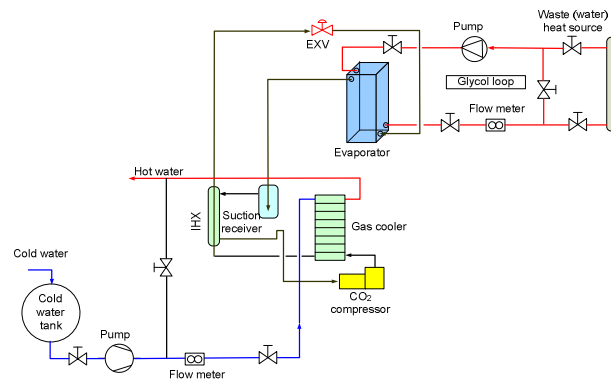 Pump
Waste (water)
heat source
EXV
Glycol loop
Flow meter
Evaporator
Hot water
IHX
Suction
receiver
Gas cooler
Cold water
CO2
compressor
Cold
water
tank
Pump
Flow meter